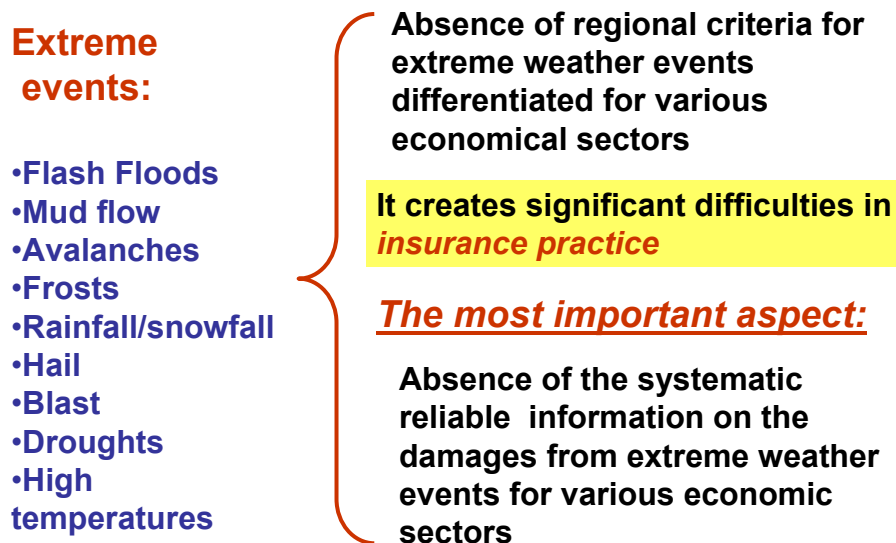 Extreme
events:
•Flash Floods
•Mud flow
•Avalanches
•Frosts
•Rainfall/snowfall
•Hail
•Blast
•Droughts
•High
temperatures
Absence of regional criteria for
extreme weather events
differentiated for various
economical sectors
It creates significant difficulties in
insurance practice
The most important aspect:
Absence of the systematic
reliable information on the
damages from extreme weather
events for various economic
sectors